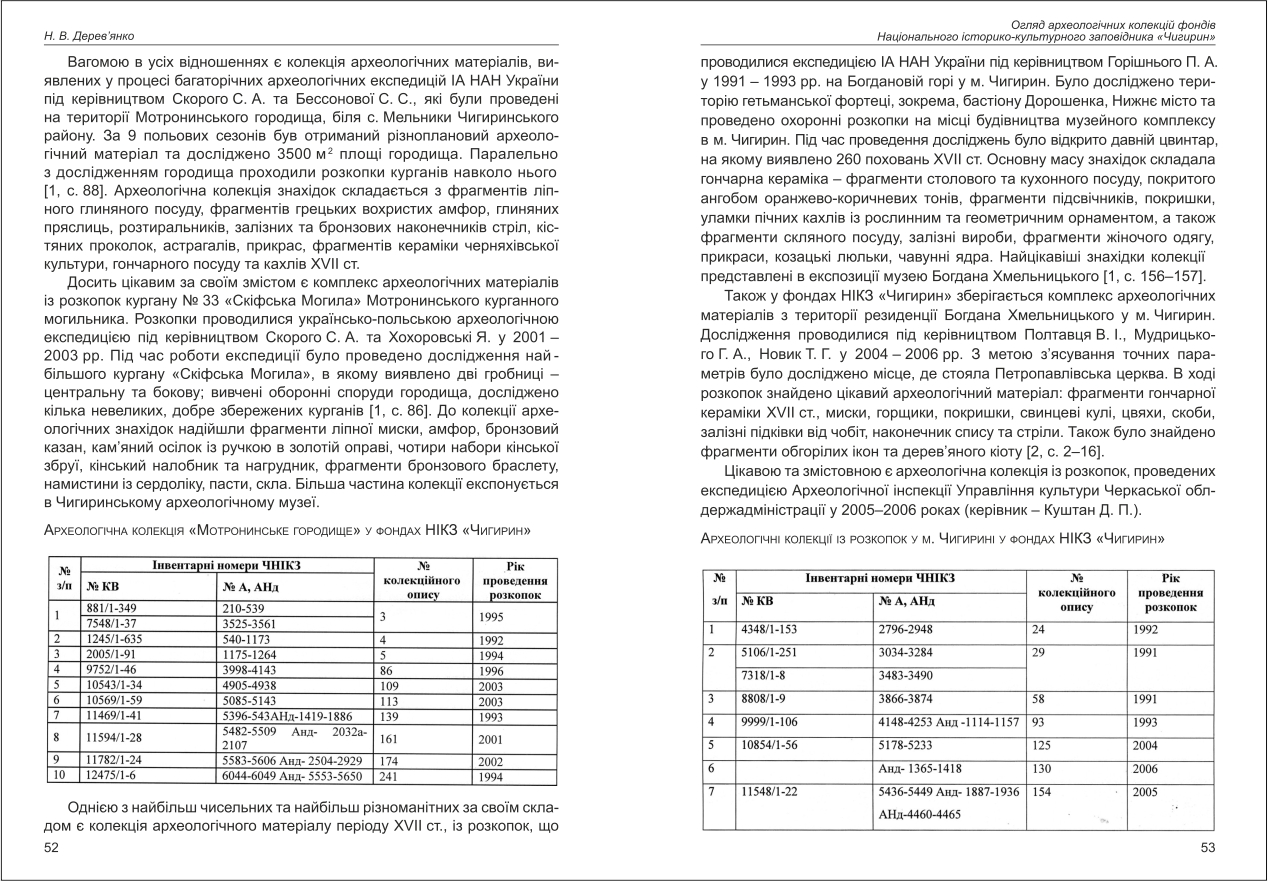 Н. В. Дерев’янко
Вагомою в усіх відношеннях є колекція археологічних матеріалів, ви-
явлених у процесі багаторічних археологічних експедицій ІА НАН України
під керівництвом Скорого С. А. та Бессонової С. С., які були проведені
на території Мотронинського городища, біля с. Мельники Чигиринського
району. За 9 польових сезонів був отриманий різноплановий археоло-
гічний матеріал та досліджено 3500 м² площі городища. Паралельно
з дослідженням городища проходили розкопки курганів навколо нього
[1, с. 88]. Археологічна колекція знахідок складається з фрагментів ліп-
ного глиняного посуду, фрагментів грецьких вохристих амфор, глиняних
пряслиць, розтиральників, залізних та бронзових наконечників стріл, кіс-
тяних проколок, астрагалів, прикрас, фрагментів кераміки черняхівської
культури, гончарного посуду та кахлів XVII ст.
Досить цікавим за своїм змістом є комплекс археологічних матеріалів
із розкопок кургану № 33 «Скіфська Могила» Мотронинського курганного
могильника. Розкопки проводилися українсько-польською археологічною
експедицією під керівництвом Скорого С. А. та Хохоровські Я. у 2001 –
2003 рр. Під час роботи експедиції було проведено дослідження най -
більшого кургану «Скіфська Могила», в якому виявлено дві гробниці –
центральну та бокову; вивчені оборонні споруди городища, досліджено
кілька невеликих, добре збережених курганів [1, с. 86]. До колекції архе-
ологічних знахідок надійшли фрагменти ліпної миски, амфор, бронзовий
казан, кам’яний осілок із ручкою в золотій оправі, чотири набори кінської
збруї, кінський налобник та нагрудник, фрагменти бронзового браслету,
намистини із сердоліку, пасти, скла. Більша частина колекції експонується
в Чигиринському археологічному музеї.
Археологічна колекція «Мотронинське городище» у фондах НІКЗ «Чигирин»
№ з/п Інвентарні номери ЧНІКЗ № колекційного опису Рік проведення розкопок
№ КВ № А, АНд
1 881/1-349 210-539 3 1995
7548/1-37 3525-3561
2 1245/1-635 540-1173 4 1992
3 2005/1-91 1175-1264 5 1994
4 9752/1-46 3998-4143 86 1996
5 10543/1-34 4905-4938 109 2003
6 10569/1-59 5085-5143 113 2003
7 11469/1-41 5396-543АНд-1419-1886 139 1993
8 11594/1-28 5482-5509 Анд- 2032а-2107 161 2001
9 11782/1-24 5583-5606 Анд- 2504-2929 174 2002
10 12475/1-6 6044-6049 Анд- 5553-5650 241 1994
Однією з найбільш чисельних та найбільш різноманітних за своїм скла-
дом є колекція археологічного матеріалу періоду XVII ст., із розкопок, що
52
Огляд археологічних колекцій фондів
Національного історико-культурного заповідника «Чигирин»
проводилися експедицією ІА НАН України під керівництвом Горішнього П. А.
у 1991 – 1993 рр. на Богдановій горі у м. Чигирин. Було досліджено тери-
торію гетьманської фортеці, зокрема, бастіону Дорошенка, Нижнє місто та
проведено охоронні розкопки на місці будівництва музейного комплексу
в м. Чигирин. Під час проведення досліджень було відкрито давній цвинтар,
на якому виявлено 260 поховань XVII ст. Основну масу знахідок складала
гончарна кераміка – фрагменти столового та кухонного посуду, покритого
ангобом оранжево-коричневих тонів, фрагменти підсвічників, покришки,
уламки пічних кахлів із рослинним та геометричним орнаментом, а також
фрагменти скляного посуду, залізні вироби, фрагменти жіночого одягу,
прикраси, козацькі люльки, чавунні ядра. Найцікавіші знахідки колекції
представлені в експозиції музею Богдана Хмельницького [1, с. 156–157].
Також у фондах НІКЗ «Чигирин» зберігається комплекс археологічних
матеріалів з території резиденції Богдана Хмельницького у м. Чигирин.
Дослідження проводилися під керівництвом Полтавця В. І., Мудрицько-
го Г. А., Новик Т. Г. у 2004 – 2006 рр. З метою з’ясування точних пара-
метрів було досліджено місце, де стояла Петропавлівська церква. В ході
розкопок знайдено цікавий археологічний матеріал: фрагменти гончарної
кераміки XVII ст., миски, горщики, покришки, свинцеві кулі, цвяхи, скоби,
залізні підківки від чобіт, наконечник спису та стріли. Також було знайдено
фрагменти обгорілих ікон та дерев’яного кіоту [2, с. 2–16].
Цікавою та змістовною є археологічна колекція із розкопок, проведених
експедицією Археологічної інспекції Управління культури Черкаської обл-
держадміністрації у 2005–2006 роках (керівник – Куштан Д. П.).
Археологічні колекції із розкопок у м. Чигирині у фондах НІКЗ «Чигирин»
№ з/п Інвентарні номери ЧНІКЗ № колекційного опису Рік проведення розкопок
№ КВ № А, АНд
1 4348/1-153 2796-2948 24 1992
2 5106/1-251 3034-3284 29 1991
7318/1-8 3483-3490
3 8808/1-9 3866-3874 58 1991
4 9999/1-106 4148-4253 Анд -1114-1157 93 1993
5 10854/1-56 5178-5233 125 2004
6 Анд- 1365-1418 130 2006
7 11548/1-22 5436-5449 Анд- 1887-1936 154 2005
АНд-4460-4465
53